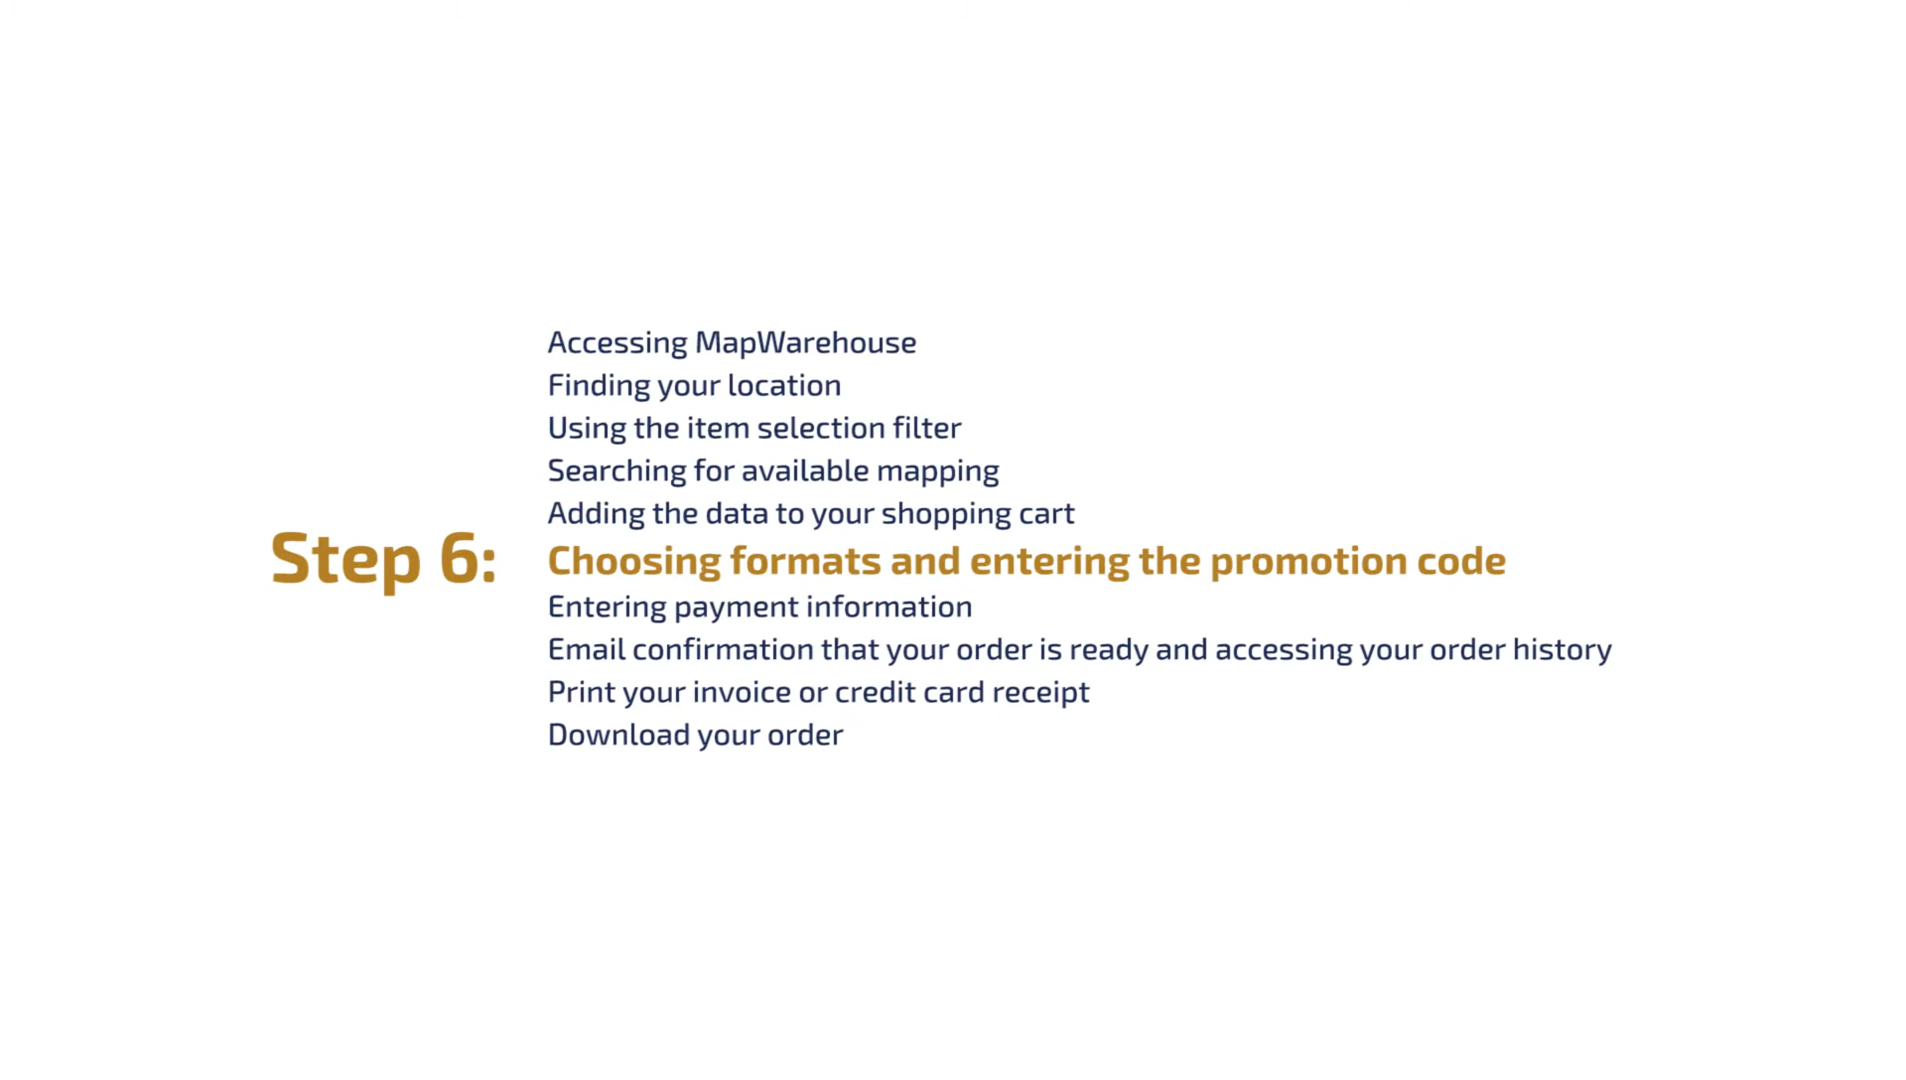 Accessing MapWarehouse
Finding your location
Using the item selection filter
Searching for available mapping
Adding the data to your shopping cart
Step 6: Choosing formats and entering the promotion code
Entering payment information
Email confirmation that your order is ready and accessing your order history
Print your invoice or credit card receipt
Download your order